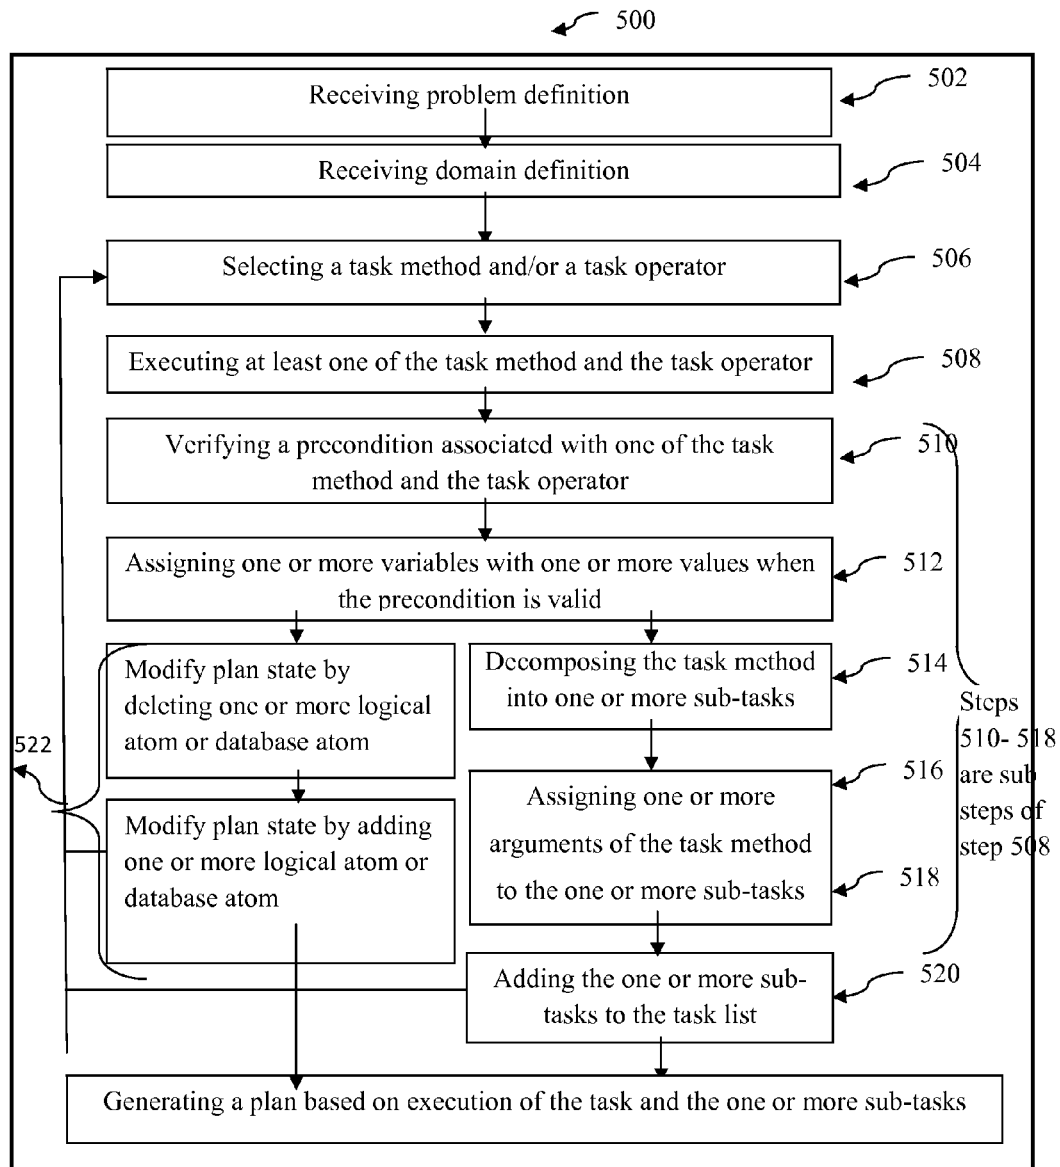 500
Receiving problem definition
502
Receiving domain definition
504
Selecting a task method and/or a task operator
506
Executing at least one of the task method and the task operator
508
Verifying a precondition associated with one of the task
method and the task operator
510
Assigning one or more variables with one or more values when
the precondition is valid
512
Modify plan state by
deleting one or more logical
atom or database atom
Decomposing the task method
into one or more sub-tasks
514
Steps
510- 518
are sub
steps of
step 508
522
Modify plan state by adding
one or more logical atom or
database atom
Assigning one or more
arguments of the task method
to the one or more sub-tasks
516
518
Adding the one or more sub-
tasks to the task list
520
Generating a plan based on execution of the task and the one or more sub-tasks